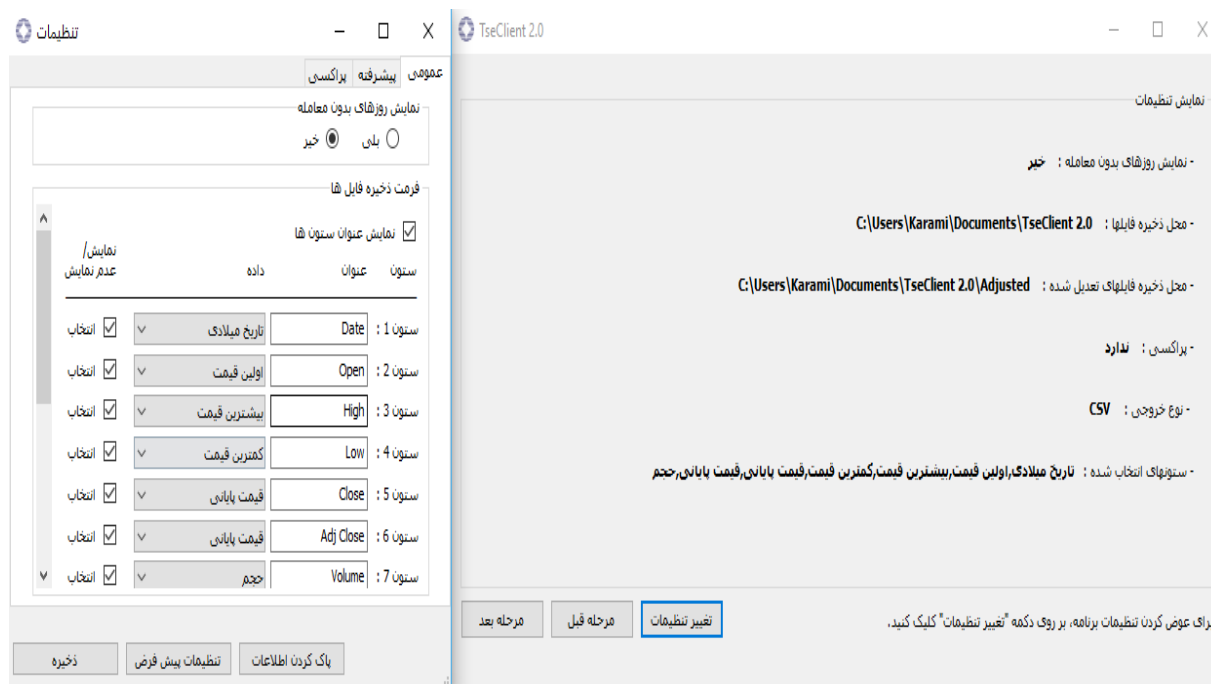 تنظیمات
عمومی پیشرفته پراکسی
نمایش روزهای بدون معامله
بلی خیر
فرمت ذخیره فایل ها
نمایش عنوان ستون ها
ستون عنوان داده نمایش/
عدم نمایش
ستون 1 : Date تاریخ میلادی انتخاب
ستون 2 : Open اولین قیمت انتخاب
ستون 3 : High بیشترین قیمت انتخاب
ستون 4 : Low کمترین قیمت انتخاب
ستون 5 : Close قیمت پایانی انتخاب
ستون 6 : Adj Close قیمت پایانی انتخاب
ستون 7 : Volume حجم انتخاب
پاک کردن اطلاعات تنظیمات پیش فرض ذخیره
TseClient 2.0
نمایش تنظیمات
- نمایش روزهای بدون معامله : خیر
- محل ذخیره فایلها : C:\Users\Karami\Documents\TseClient 2.0
- محل ذخیره فایلهای تعدیل شده : C:\Users\Karami\Documents\TseClient 2.0\Adjusted
- پراکسی : ندارد
- نوع خروجی : CSV
- ستونهای انتخاب شده : تاریخ میلادی,اولین قیمت,بیشترین قیمت,کمترین قیمت,قیمت پایانی,قیمت پایانی,حجم
برای عوض کردن تنظیمات برنامه، بر روی دکمه "تغییر تنظیمات" کلیک کنید.
تغییر تنظیمات مرحله قبل مرحله بعد